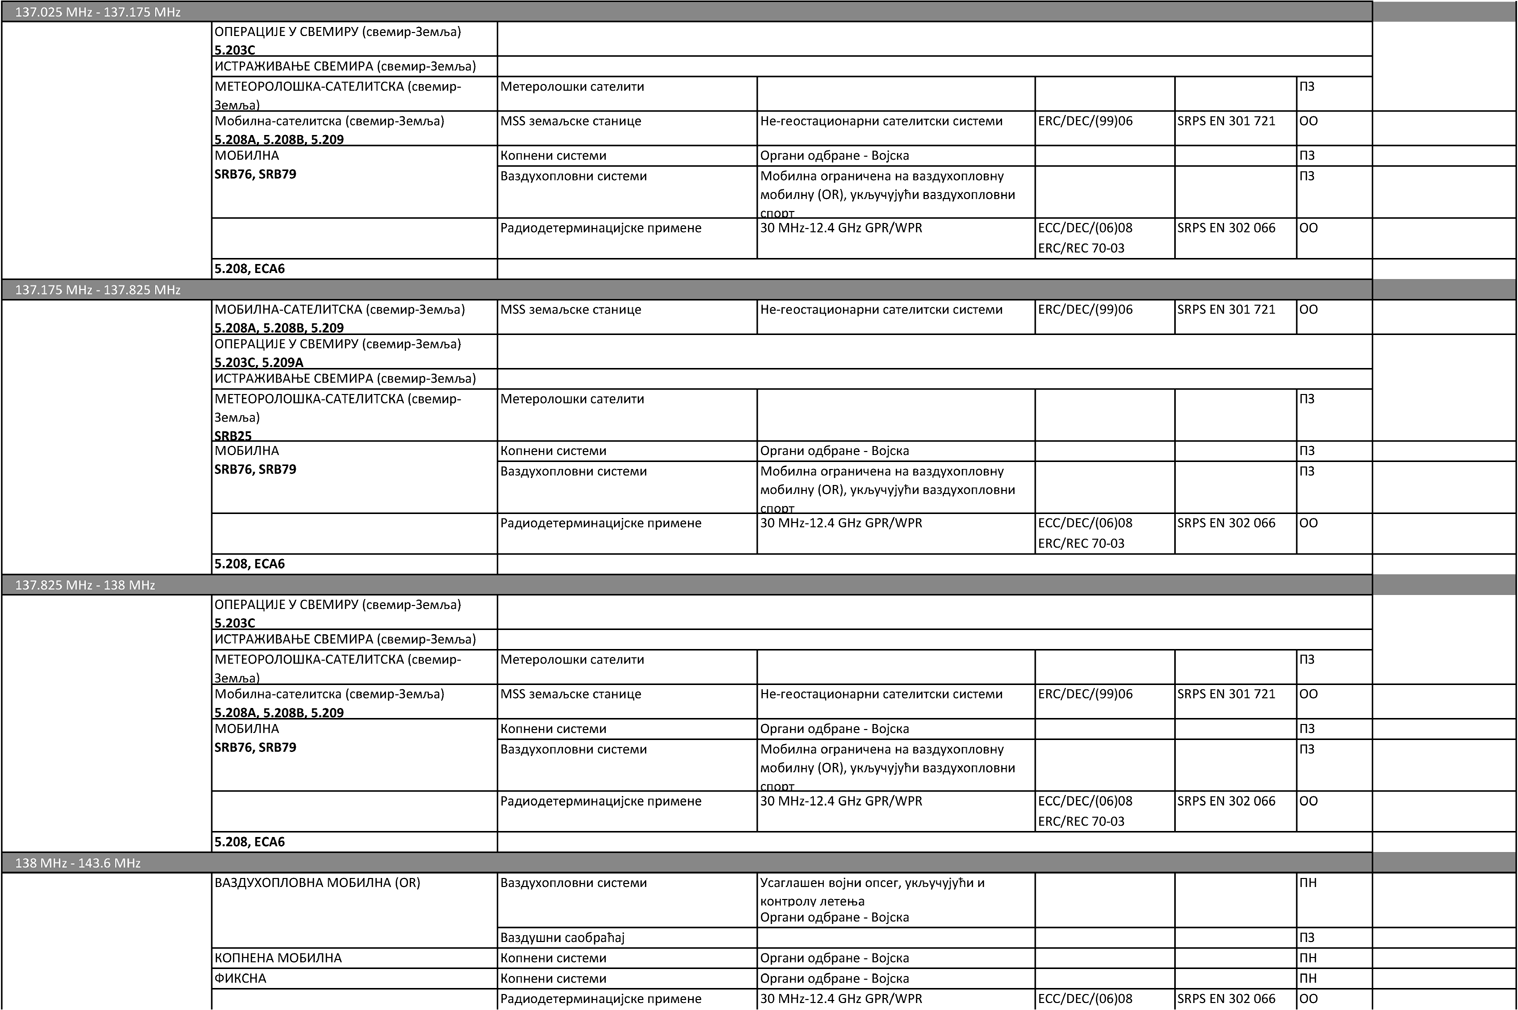 137.025 MHz - 137.175 MHz
ОПЕРАЦИЈЕ У СВЕМИРУ (свемир-Земља)
5.203C
ИСТРАЖИВАЊЕ СВЕМИРА (свемир-Земља)
МЕТЕОРОЛОШКА-САТЕЛИТСКА (свемир- Метеролошки сателити ПЗ
Земља)
Мобилна-сателитска (свемир-Земља) MSS земаљске станице Не-геостационарни сателитски системи ERC/DEC/(99)06 SRPS EN 301 721 ОО
5.208A, 5.208B, 5.209
МОБИЛНА Копнени системи Органи одбране - Војска ПЗ
SRB76, SRB79 Ваздухопловни системи Мобилна ограничена на ваздухопловну ПЗ
мобилну (OR), укључујући ваздухопловни
спорт
Радиодетерминацијске примене 30 MHz-12.4 GHz GPR/WPR ECC/DEC/(06)08 SRPS EN 302 066 ОО
ERC/REC 70-03
5.208, ECA6
137.175 MHz - 137.825 MHz
МОБИЛНА-САТЕЛИТСКА (свемир-Земља) MSS земаљске станице Не-геостационарни сателитски системи ERC/DEC/(99)06 SRPS EN 301 721 ОО
5.208A, 5.208B, 5.209
ОПЕРАЦИЈЕ У СВЕМИРУ (свемир-Земља)
5.203C, 5.209A
ИСТРАЖИВАЊЕ СВЕМИРА (свемир-Земља)
МЕТЕОРОЛОШКА-САТЕЛИТСКА (свемир- Метеролошки сателити ПЗ
Земља)
SRB25
МОБИЛНА Копнени системи Органи одбране - Војска ПЗ
SRB76, SRB79 Ваздухопловни системи Мобилна ограничена на ваздухопловну ПЗ
мобилну (OR), укључујући ваздухопловни
спорт
Радиодетерминацијске примене 30 MHz-12.4 GHz GPR/WPR ECC/DEC/(06)08 SRPS EN 302 066 ОО
ERC/REC 70-03
5.208, ECA6
137.825 MHz - 138 MHz
ОПЕРАЦИЈЕ У СВЕМИРУ (свемир-Земља)
5.203C
ИСТРАЖИВАЊЕ СВЕМИРА (свемир-Земља)
МЕТЕОРОЛОШКА-САТЕЛИТСКА (свемир- Метеролошки сателити ПЗ
Земља)
Мобилна-сателитска (свемир-Земља) MSS земаљске станице Не-геостационарни сателитски системи ERC/DEC/(99)06 SRPS EN 301 721 ОО
5.208A, 5.208B, 5.209
МОБИЛНА Копнени системи Органи одбране - Војска ПЗ
SRB76, SRB79 Ваздухопловни системи Мобилна ограничена на ваздухопловну ПЗ
мобилну (OR), укључујући ваздухопловни
спорт
Радиодетерминацијске примене 30 MHz-12.4 GHz GPR/WPR ECC/DEC/(06)08 SRPS EN 302 066 ОО
ERC/REC 70-03
5.208, ECA6
138 MHz - 143.6 MHz
ВАЗДУХОПЛОВНА МОБИЛНА (OR) Ваздухопловни системи Усаглашен војни опсег, укључујући и ПН
контролу летења
Органи одбране - Војска
Ваздушни саобраћај ПЗ
КОПНЕНА МОБИЛНА Копнени системи Органи одбране - Војска ПН
ФИКСНА Копнени системи Органи одбране - Војска ПН
Радиодетерминацијске примене 30 MHz-12.4 GHz GPR/WPR ECC/DEC/(06)08 SRPS EN 302 066 ОО